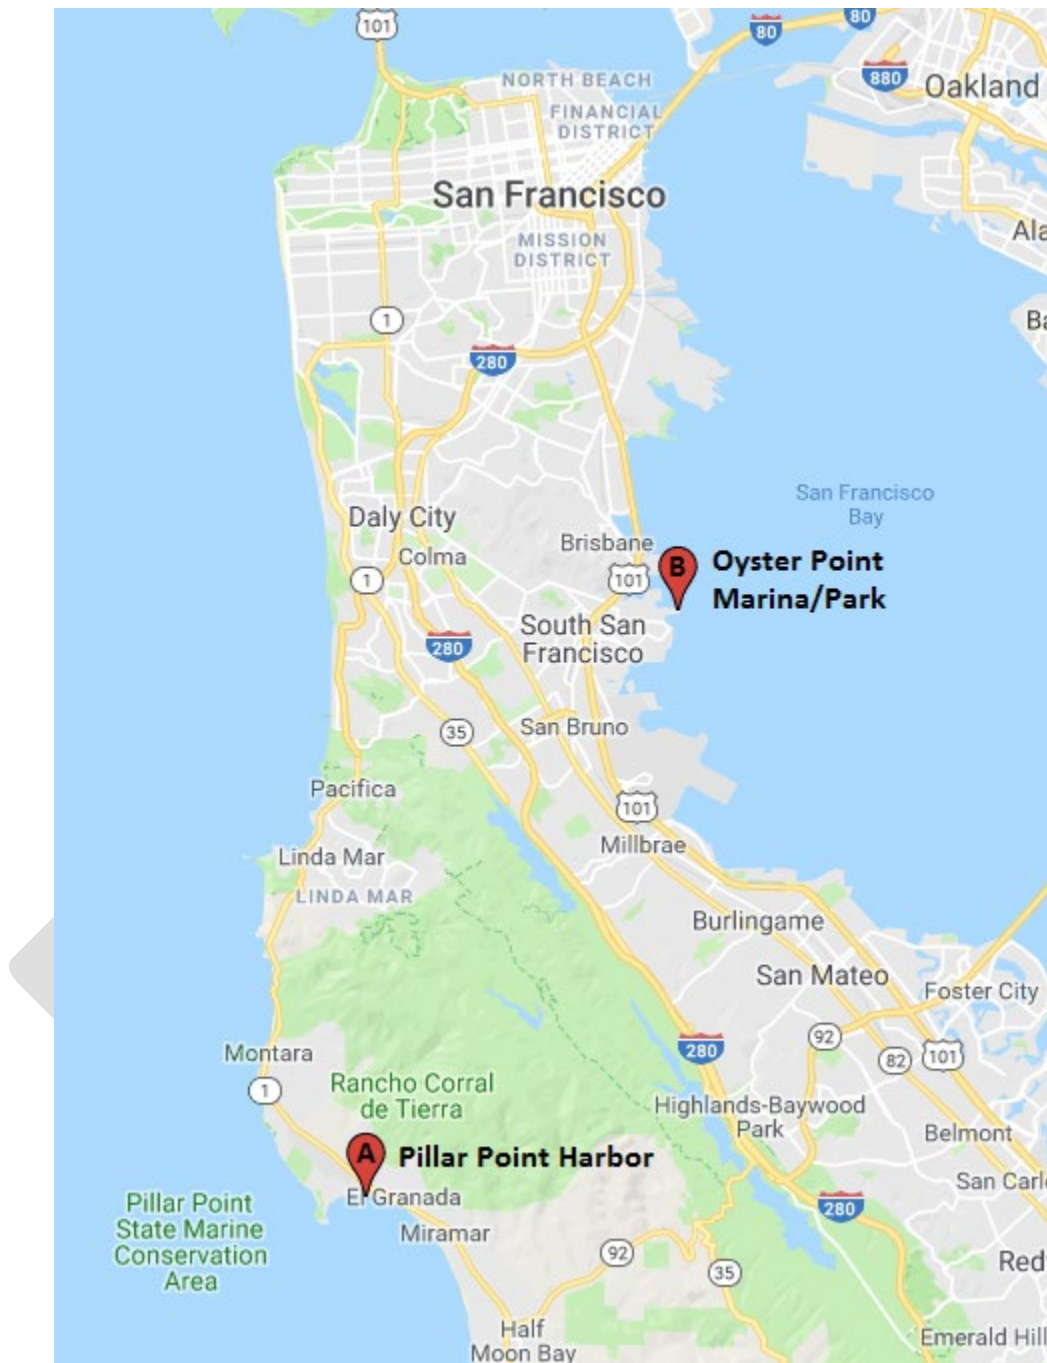 101
80
80
NORTH BEACH
880
Oakland
FINANCIAL
DISTRICT
San Francisco
MISSION
DISTRICT
Ala
1
Ba
280
San Francisco
Bay
Daly City
Brisbane
Colma
B
Oyster Point
Marina/Park
1
101
South San
Francisco
280
San Bruno
35
Pacifica
101
Millbrae
Linda Mar
LINDA MAR
Burlingame
San Mateo
Foster City
92
280
82
101
Montara
1
Rancho Corral
de Tierra
Highlands-Baywood
Park
Belmont
A
Pillar Point Harbor
El Granada
San Carl
Pillar Point
State Marine
Conservation
Area
280
Miramar
92
35
Red
Half
Moon Bay
Emerald Hill